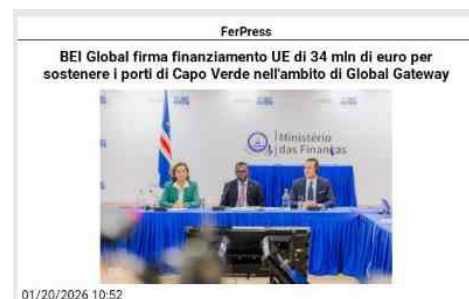 FerPress
BEI Global firma finanziamento UE di 34 mln di euro per
sostenere i porti di Capo Verde nell'ambito di Global Gateway
Ministério
das Finanças
01/20/2026 10:52